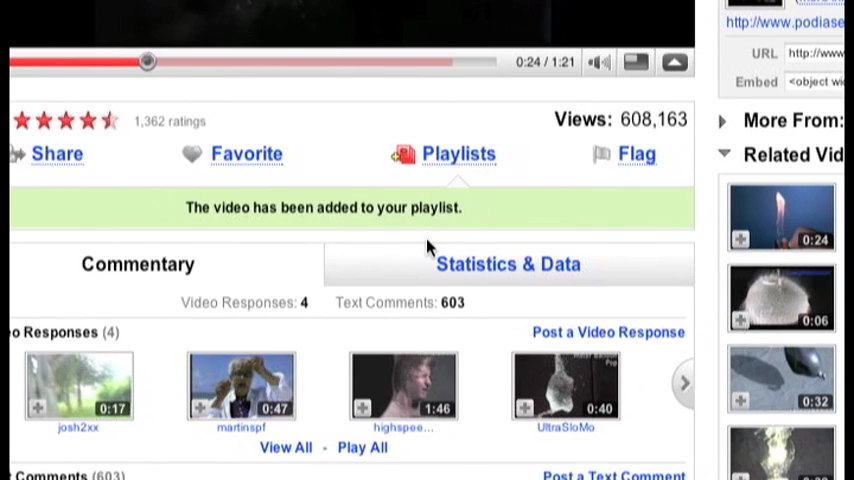 http://www.podiase
0:24 / 1:21
URL http://www
Embed <object wi
1,362 ratings
Views: 608,163
More From:
Share
Favorite
Playlists
Flag
Related Vid
The video has been added to your playlist.
0:24
Commentary
Statistics & Data
Video Responses: 4
Text Comments: 603
0:06
o Responses (4)
Post a Video Response
0:17
0:47
1:46
0:40
0:32
josh2xx
martinspf
highspee...
UltraSloMo
View All - Play All
Comments (603)
Post a Text Comment